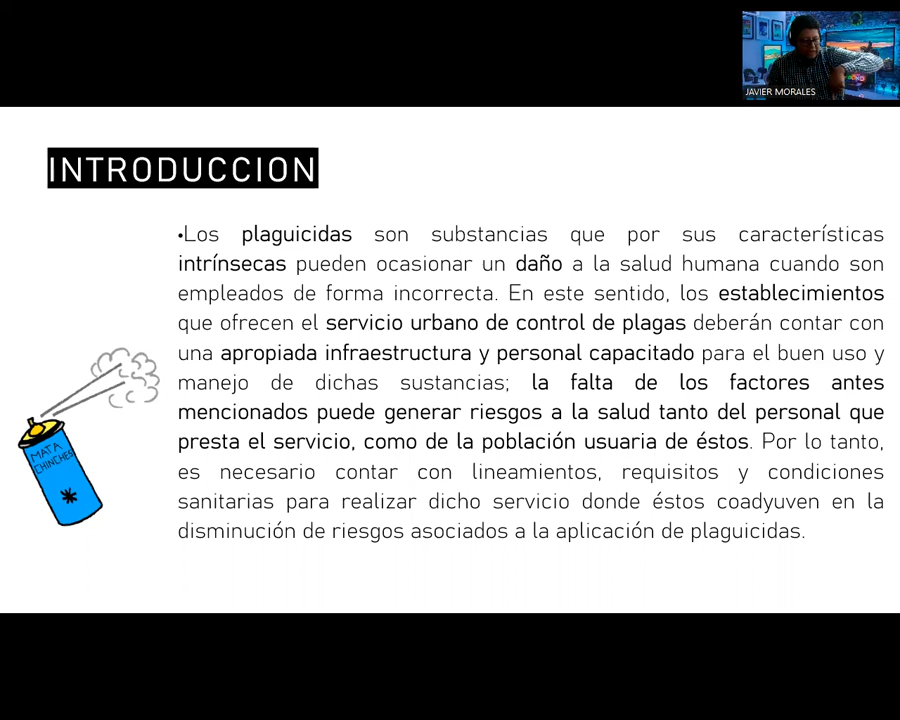 JAVIER MORALES
INTRODUCCION
•Los plaguicidas son substancias que por sus características
intrínsecas pueden ocasionar un daño a la salud humana cuando son
empleados de forma incorrecta. En este sentido, los establecimientos
que ofrecen el servicio urbano de control de plagas deberán contar con
una apropiada infraestructura y personal capacitado para el buen uso y
manejo de dichas sustancias; la falta de los factores antes
mencionados puede generar riesgos a la salud tanto del personal que
presta el servicio, como de la población usuaria de éstos. Por lo tanto,
es necesario contar con lineamientos, requisitos y condiciones
sanitarias para realizar dicho servicio donde éstos coadyuven en la
disminución de riesgos asociados a la aplicación de plaguicidas.
MATA
CHINCHES